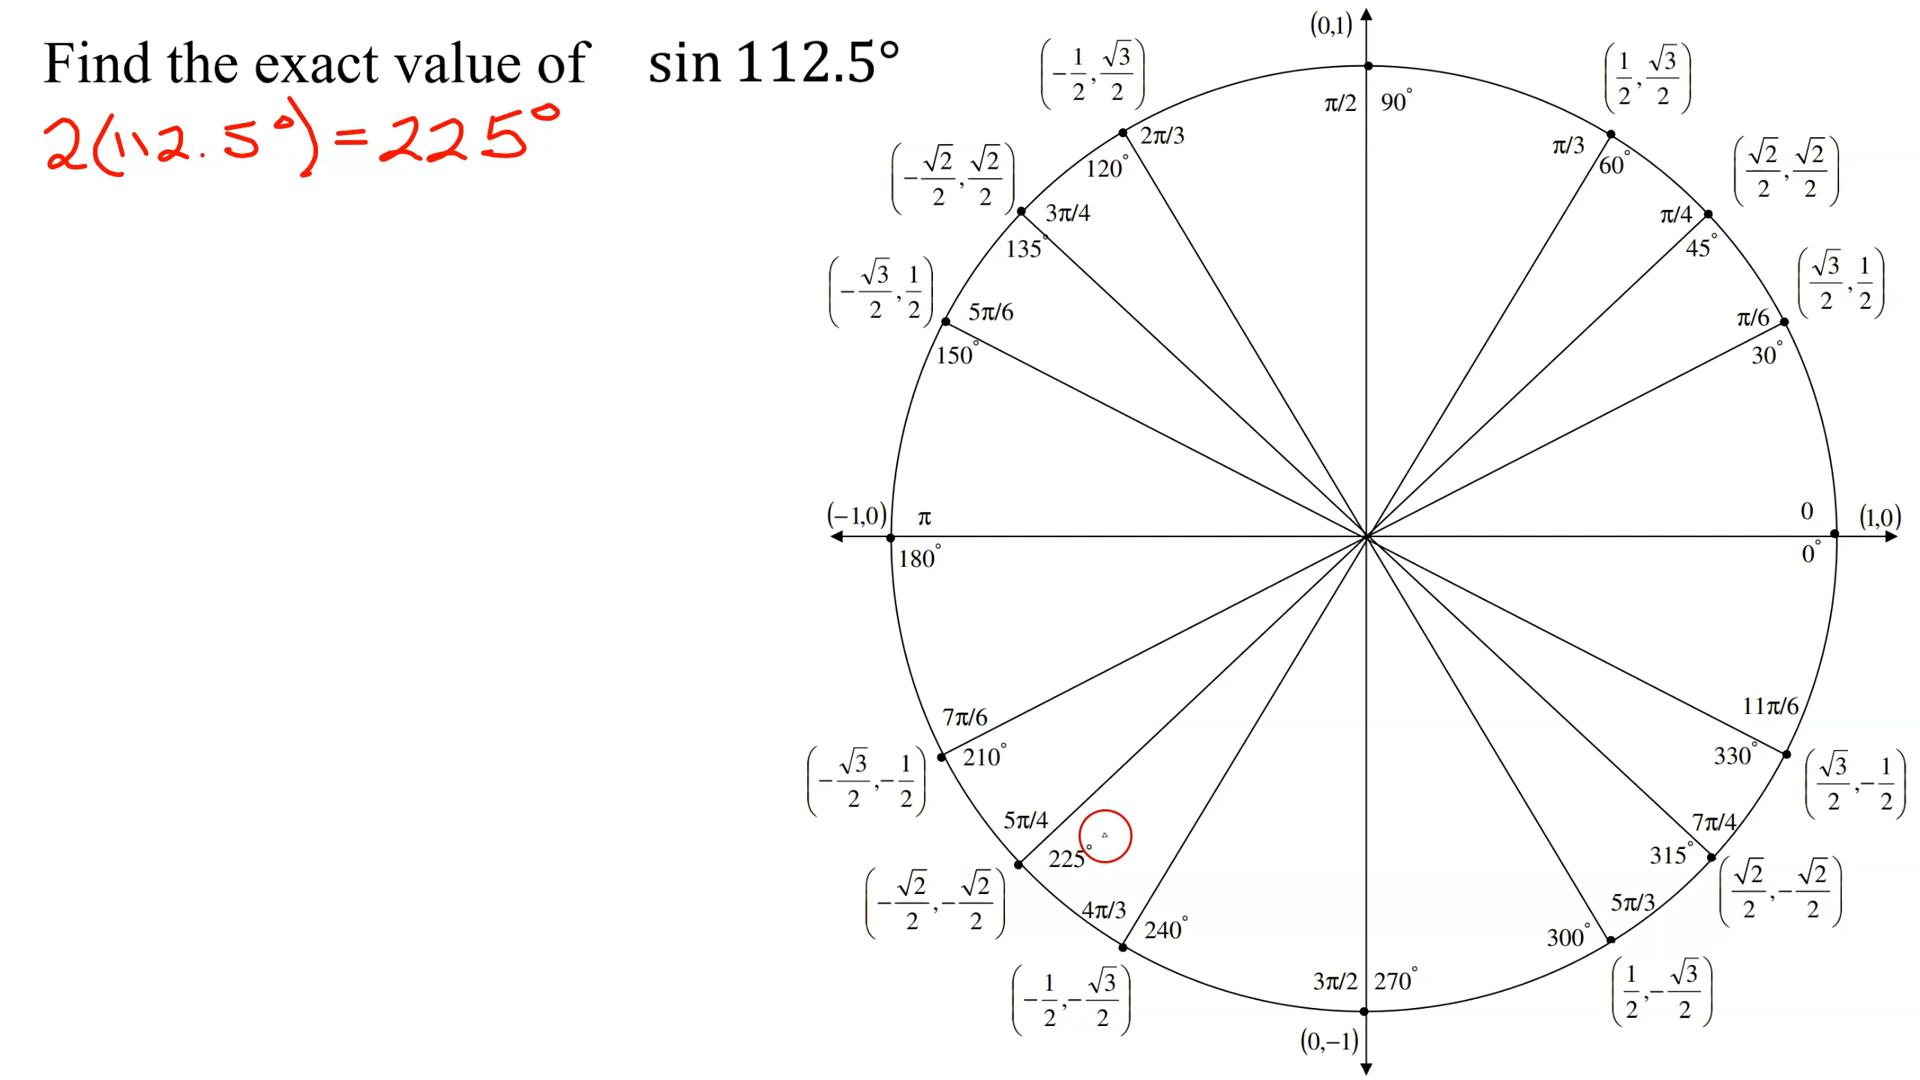 Find the exact value of sin 112.5°
2(112.5°) = 225°
(0,1)
π/2 90°
(-1/2, √3/2)
2π/3
120°
(-√2/2, √2/2)
3π/4
135°
(-√3/2, 1/2)
5π/6
150°
(1/2, √3/2)
π/3
60°
(√2/2, √2/2)
π/4
45°
(√3/2, 1/2)
π/6
30°
(-1,0) π
180°
0 (1,0)
0°
7π/6
210°
(-√3/2, -1/2)
5π/4
225°
(-√2/2, -√2/2)
4π/3
240°
(-1/2, -√3/2)
3π/2 270°
(0,-1)
11π/6
330°
(√3/2, -1/2)
7π/4
315°
(√2/2, -√2/2)
5π/3
300°
(1/2, -√3/2)